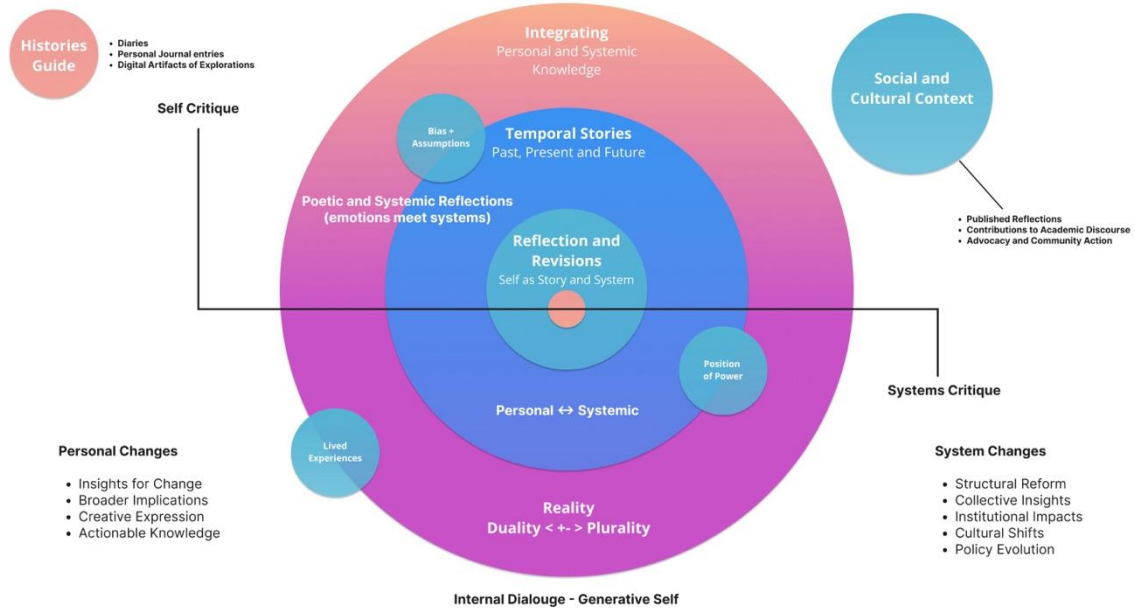 Histories
Guide
• Diaries
• Personal Journal entries
• Digital Artifacts of Explorations
Self Critique
Integrating
Personal and Systemic
Knowledge
Social and
Cultural Context
Bias +
Assumptions
Temporal Stories
Past, Present and Future
Poetic and Systemic Reflections
(emotions meet systems)
• Published Reflections
• Contributions to Academic Discourse
• Advocacy and Community Action
Reflection and
Revisions
Self as Story and System
Position
of Power
Systems Critique
Personal ↔ Systemic
Lived
Experiences
Personal Changes
• Insights for Change
• Broader Implications
• Creative Expression
• Actionable Knowledge
System Changes
• Structural Reform
• Collective Insights
• Institutional Impacts
• Cultural Shifts
• Policy Evolution
Reality
Duality < +- > Plurality
Internal Dialouge - Generative Self